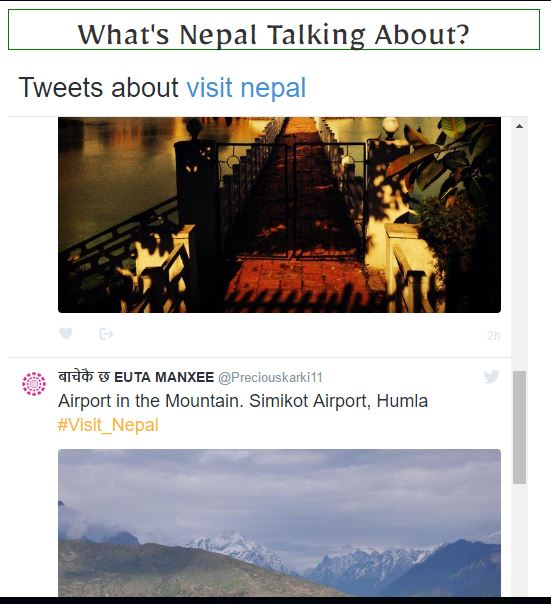 What's Nepal Talking About?
Tweets about visit nepal
2h
बाचेकै छ EUTA MANXEE @Preciouskarki11
Airport in the Mountain. Simikot Airport, Humla
#Visit_Nepal